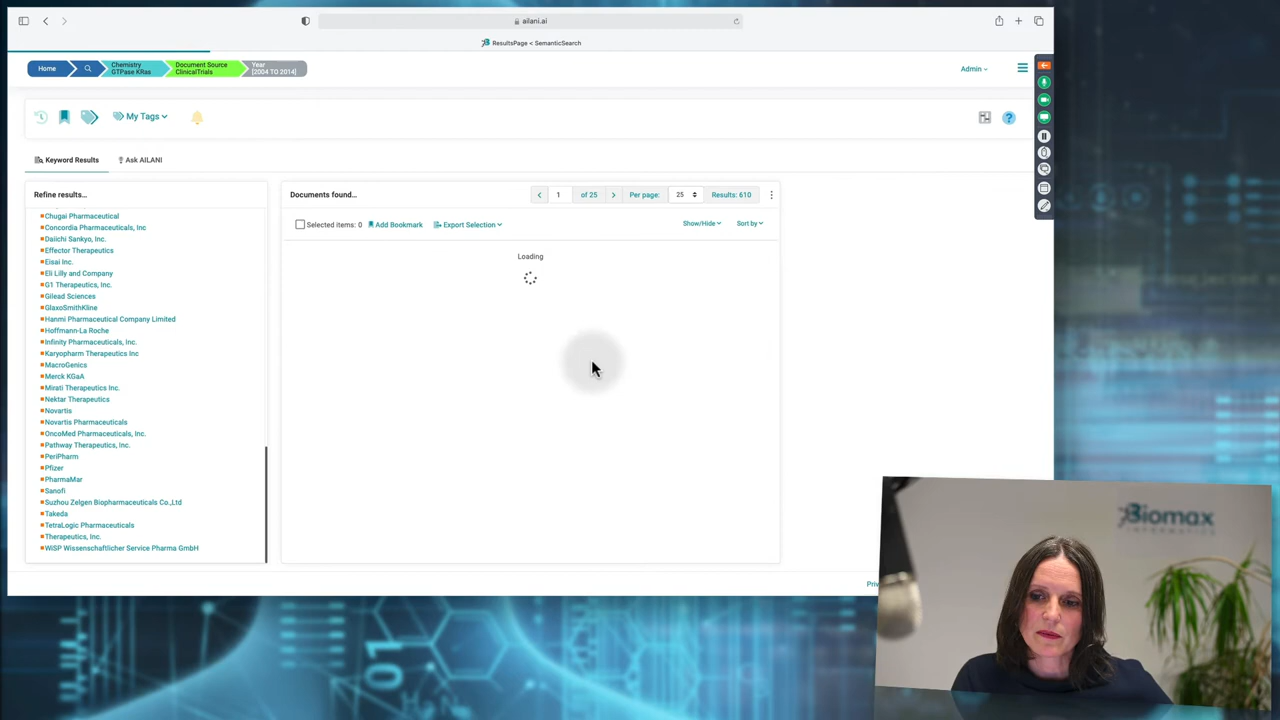 ailani.ai
ResultsPage < SemanticSearch
Home
Chemistry
GTPase KRas
Document Source
ClinicalTrials
Year
[2004 TO 2014]
Admin
My Tags
?
Keyword Results
Ask AILANI
Refine results...
Chugai Pharmaceutical
Concordia Pharmaceuticals, Inc
Daiichi Sankyo, Inc.
Effector Therapeutics
Eisai Inc.
Eli Lilly and Company
G1 Therapeutics, Inc.
Gilead Sciences
GlaxoSmithKline
Hanmi Pharmaceutical Company Limited
Hoffmann-La Roche
Infinity Pharmaceuticals, Inc.
Karyopharm Therapeutics Inc
MacroGenics
Merck KGaA
Mirati Therapeutics Inc.
Nektar Therapeutics
Novartis
Novartis Pharmaceuticals
OncoMed Pharmaceuticals, Inc.
Pathway Therapeutics, Inc.
PeriPharm
Pfizer
PharmaMar
Sanofi
Suzhou Zelgen Biopharmaceuticals Co.,Ltd
Takeda
TetraLogic Pharmaceuticals
Therapeutics, Inc.
WiSP Wissenschaftlicher Service Pharma GmbH
Documents found...
1 of 25 Per page: 25 Results: 610
Selected items: 0 Add Bookmark Export Selection Show/Hide Sort by
Loading
Biomax
INFORMATICS
01